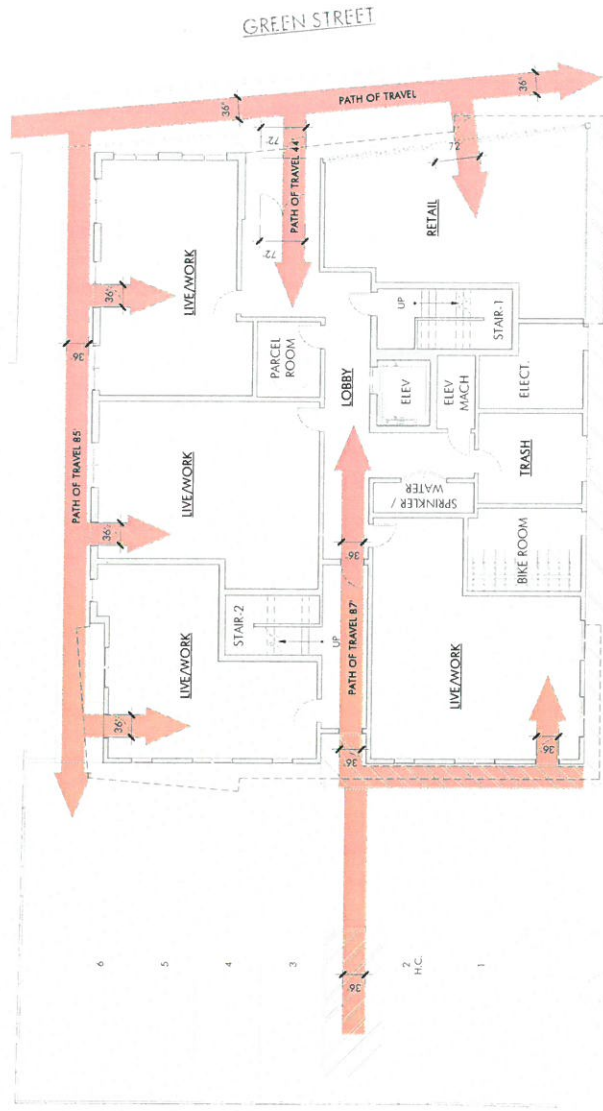 GREEN STREET
36"
36"
PATH OF TRAVEL
36"
72"
PATH OF TRAVEL 44'
72"
72
36"
LIVE/WORK
RETAIL
36
PATH OF TRAVEL 85'
PARCEL
ROOM
UP
STAIR-1
LOBBY
ELEV
ELEV
MACH
ELECT.
LIVE/WORK
36"
TRASH
SPRINKLER /
WATER
36
BIKE ROOM
STAIR-2
UP
PATH OF TRAVEL 87'
LIVE/WORK
36"
LIVE/WORK
36"
36"
6
5
4
3
2
H.C.
1
36"